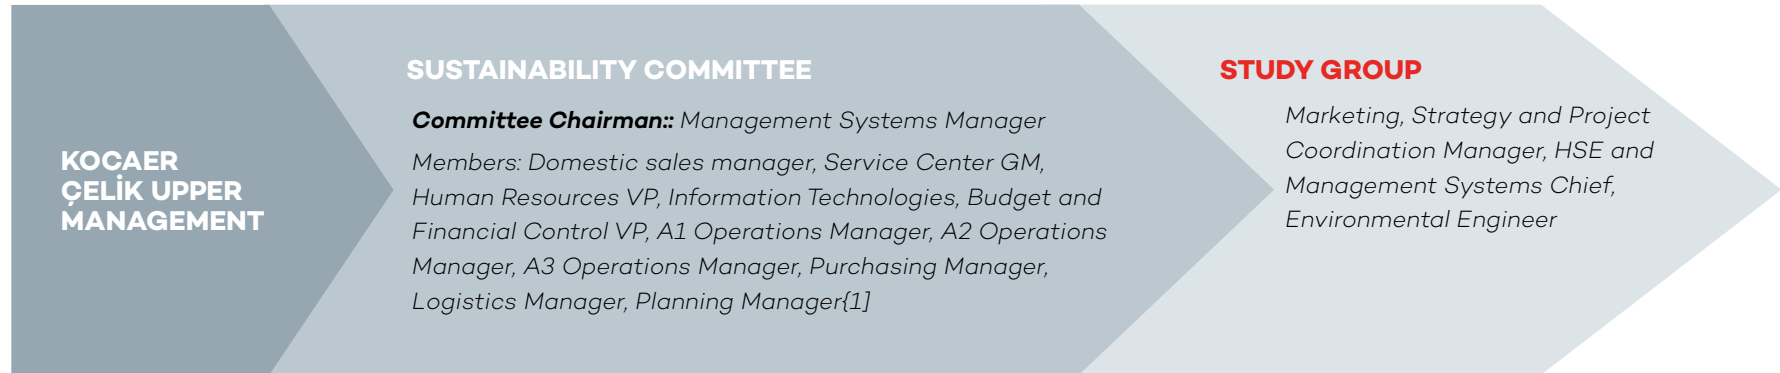 KOCAER
ÇELİK UPPER
MANAGEMENT
SUSTAINABILITY COMMITTEE
Committee Chairman:: Management Systems Manager
Members: Domestic sales manager, Service Center GM,
Human Resources VP, Information Technologies, Budget and
Financial Control VP, A1 Operations Manager, A2 Operations
Manager, A3 Operations Manager, Purchasing Manager,
Logistics Manager, Planning Manager{1]
STUDY GROUP
Marketing, Strategy and Project
Coordination Manager, HSE and
Management Systems Chief,
Environmental Engineer